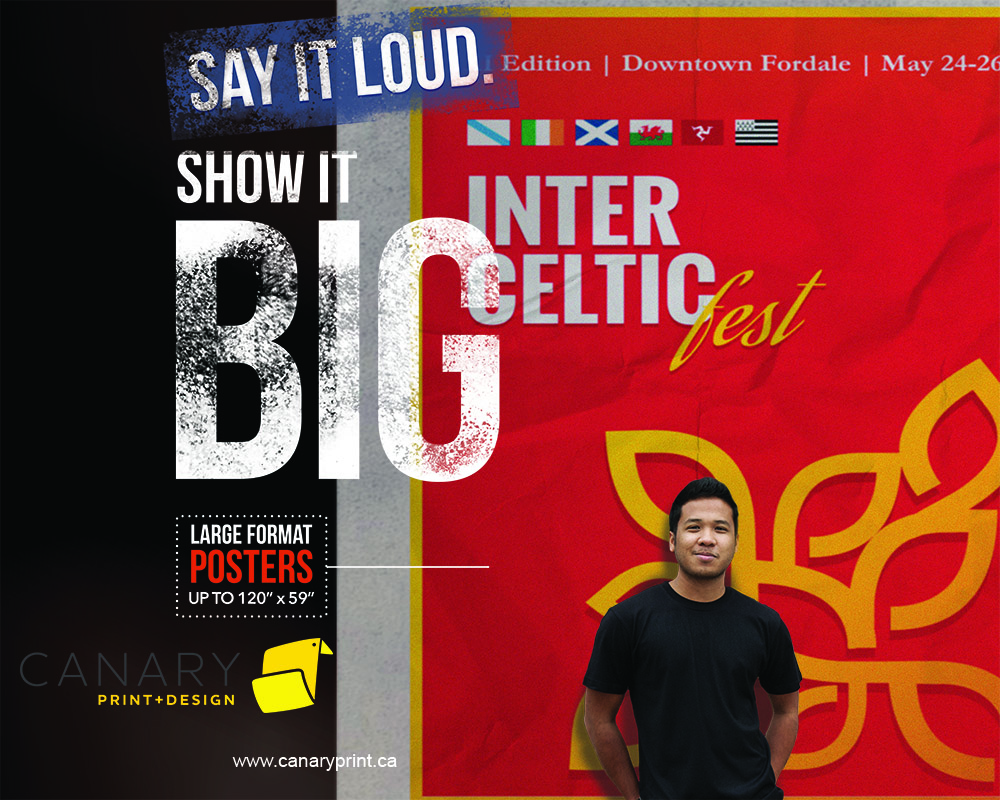 SAY IT LOUD.
SHOW IT
BIG
Edition | Downtown Fordale | May 24-26
INTER
CELTIC
fest
LARGE FORMAT
POSTERS
UP TO 120” x 59”
CANARY
PRINT+DESIGN
www.canaryprint.ca